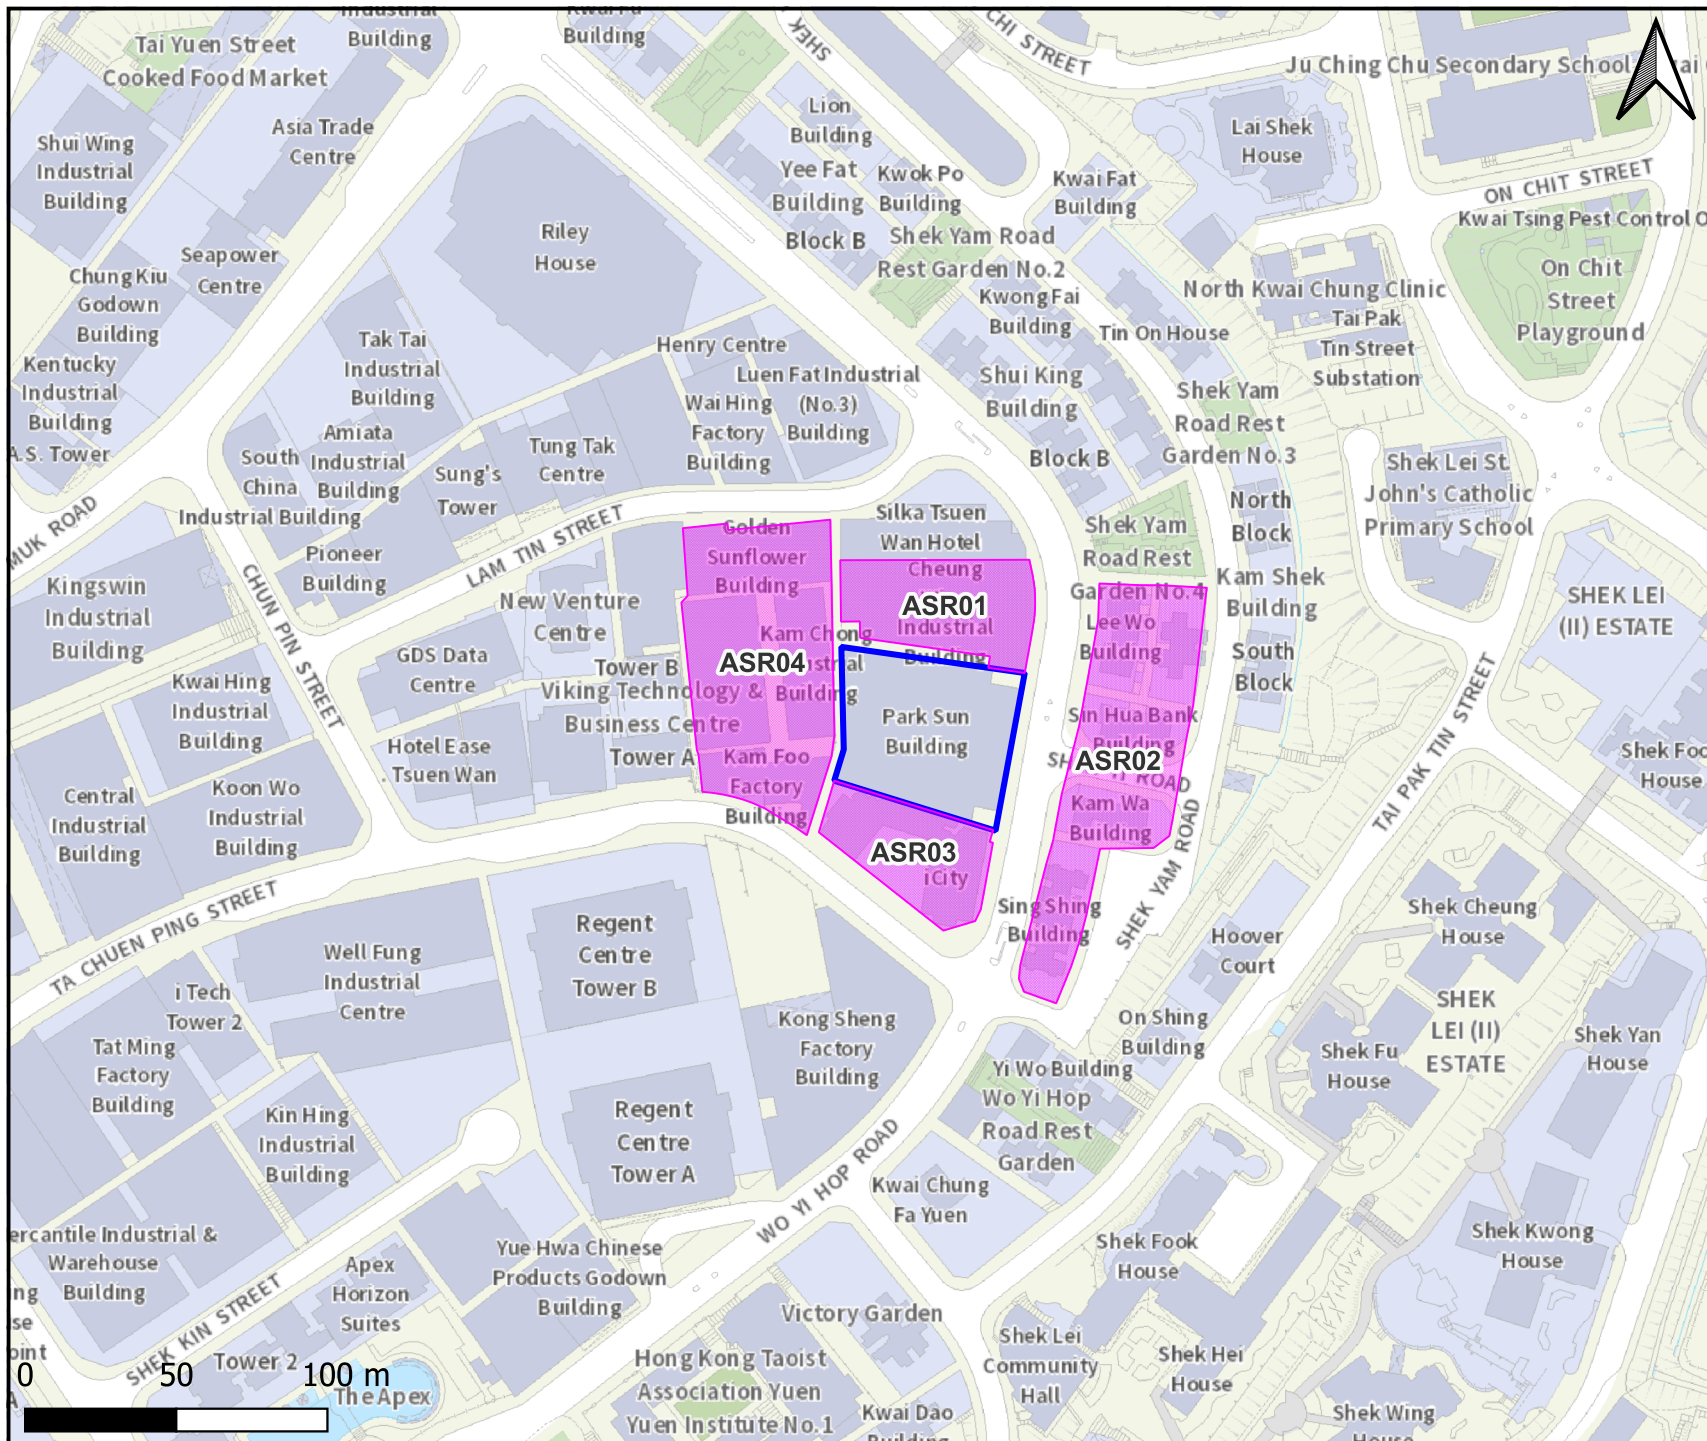 Industrial
Building
Kwai Fu
Building
SHEK
CHI STREET
Tai Yuen Street
Cooked Food Market
Ju Ching Chu Secondary School
Shui Wing
Industrial
Building
Asia Trade
Centre
Lion
Building
Yee Fat
Building
Block B
Kwok Po
Building
Kwai Fat
Building
Lai Shek
House
ON CHIT STREET
Kwai Tsing Pest Control O
Shek Yam Road
Rest Garden No.2
Riley
House
Seapower
Centre
Chung Kiu
Godown
Building
On Chit
Street
Playground
North Kwai Chung Clinic
Tai Pak
Tin Street
Substation
Kwong Fai
Building
Tin On House
Kentucky
Industrial
Building
Tak Tai
Industrial
Building
Henry Centre
Luen Fat Industrial
(No.3)
Building
Wai Hing
Factory
Building
Shui King
Building
Block B
Shek Yam
Road Rest
Garden No.3
A.S. Tower
South
China
Industrial Building
Amiata
Industrial
Building
Sung's
Tower
Tung Tak
Centre
Shek Lei St.
John's Catholic
Primary School
North
Block
MUK ROAD
Pioneer
Building
LAM TIN STREET
Golden
Sunflower
Building
Silka Tsuen
Wan Hotel
Cheung
ASR01
Industrial
Building
Shek Yam
Road Rest
Garden No.4
Lee Wo
Building
Kam Shek
Building
SHEK LEI
(II) ESTATE
Kingswin
Industrial
Building
CHUN PIN STREET
New Venture
Centre
GDS Data
Centre
Tower B
Viking Technology &
Business Centre
Tower A
ASR04
Kam Chong
Building
South
Block
Kwai Hing
Industrial
Building
Park Sun
Building
Sin Hua Bank
Building
ASR02
ROAD
TAI PAK TIN STREET
Shek Foo
House
Hotel Ease
. Tsuen Wan
Kam Foo
Factory
Building
Kam Wa
Building
Central
Industrial
Building
Koon Wo
Industrial
Building
ASR03
iCity
SHEK YAM ROAD
TA CHUEN PING STREET
Sing Shing
Building
Shek Cheung
House
Hoover
Court
Regent
Centre
Tower B
Well Fung
Industrial
Centre
i Tech
Tower 2
Kong Sheng
Factory
Building
On Shing
Building
SHEK
LEI (II)
ESTATE
Shek Yan
House
Shek Fu
House
Tat Ming
Factory
Building
Yi Wo Building
Wo Yi Hop
Road Rest
Garden
Kin Hing
Industrial
Building
Regent
Centre
Tower A
WO YI HOP ROAD
Kwai Chung
Fa Yuen
Shek Kwong
House
ercantile Industrial &
Warehouse
Building
Shek Fook
House
Yue Hwa Chinese
Products Godown
Building
Apex
Horizon
Suites
SHEK KIN STREET
Tower 2
The Apex
Victory Garden
Shek Lei
Community
Hall
Shek Hei
House
Hong Kong Taoist
Association Yuen
Yuen Institute No.1
Kwai Dao
Building
Shek Wing
House
0 50 100 m